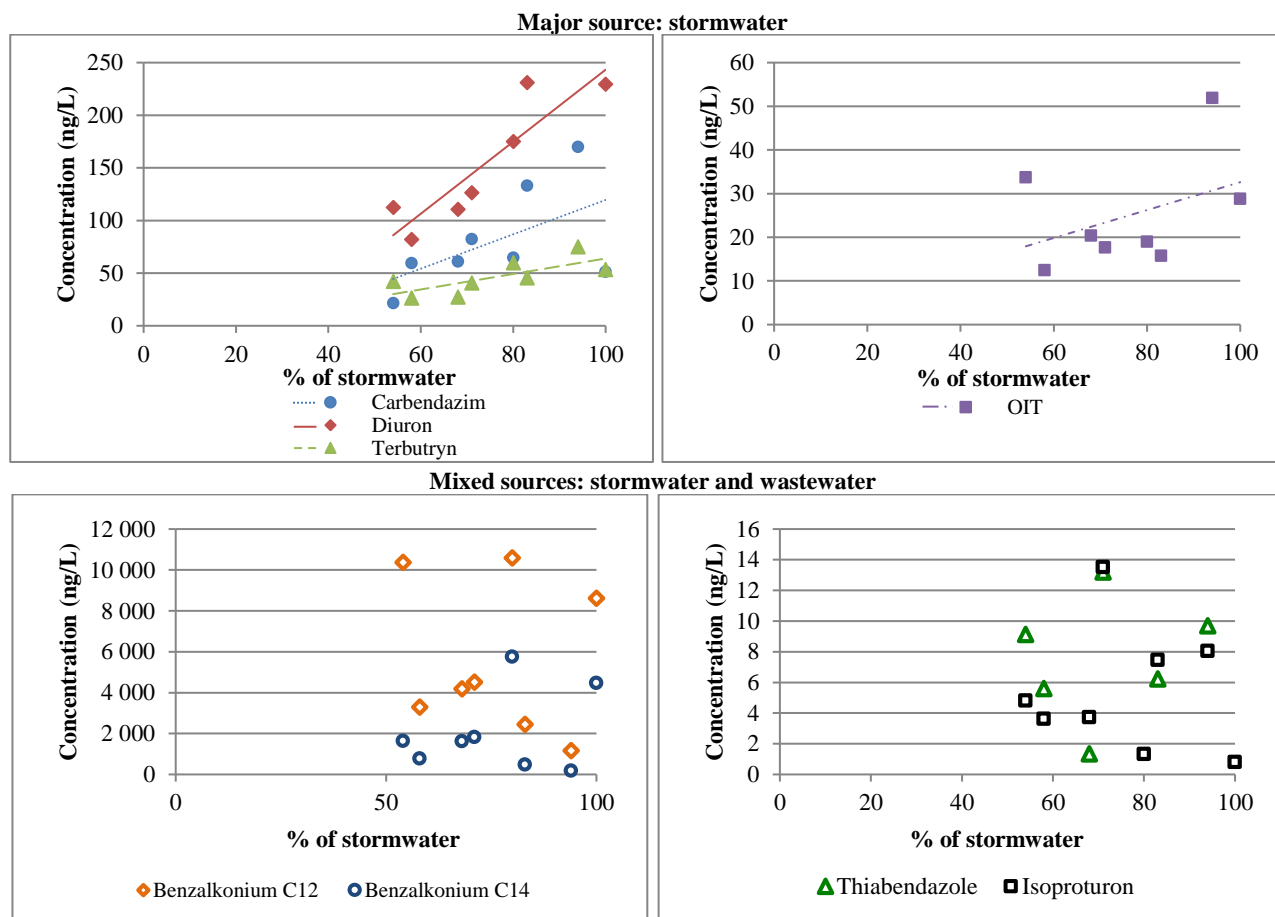 Major source: stormwater
Concentration (ng/L)
250
200
150
100
50
0
0 20 40 60 80 100
% of stormwater
Carbendazim
Diuron
Terbutryn
Concentration (ng/L)
60
50
40
30
20
10
0
0 20 40 60 80 100
% of stormwater
OIT
Mixed sources: stormwater and wastewater
Concentration (ng/L)
12 000
10 000
8 000
6 000
4 000
2 000
0
0 50 100
% of stormwater
Benzalkonium C12 Benzalkonium C14
Concentration (ng/L)
16
14
12
10
8
6
4
2
0
0 20 40 60 80 100
% of stormwater
Thiabendazole Isoproturon